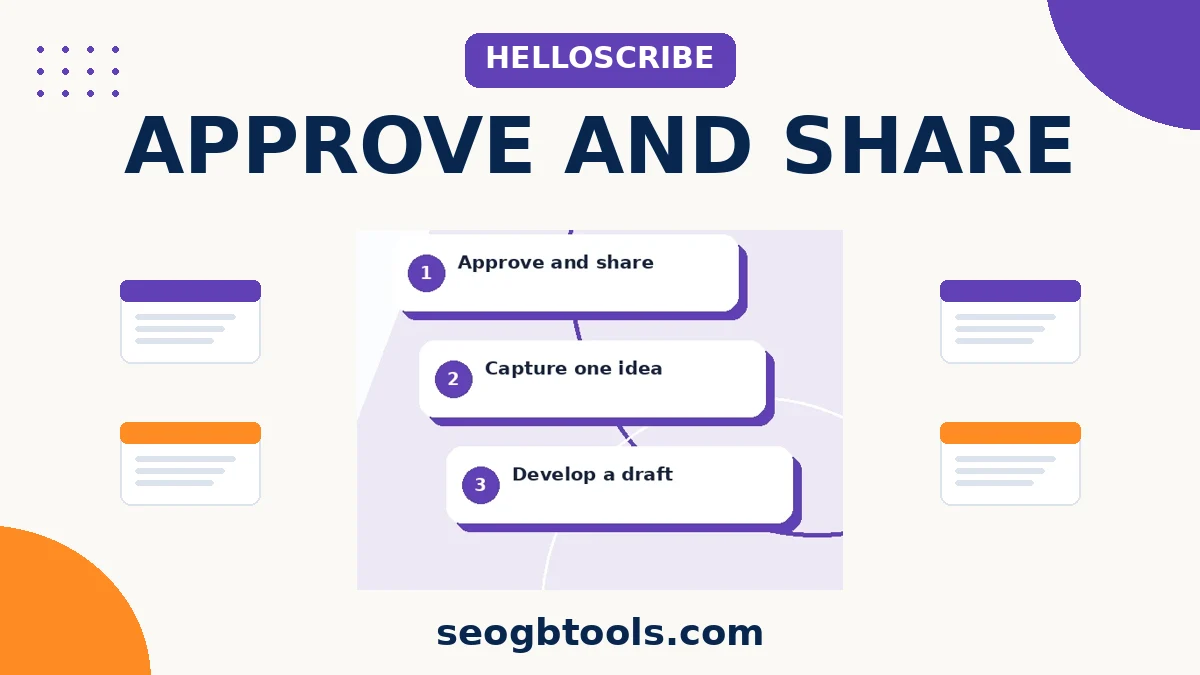 HELLOSCRIBE
APPROVE AND SHARE
1 Approve and share
2 Capture one idea
3 Develop a draft
seogbtools.com